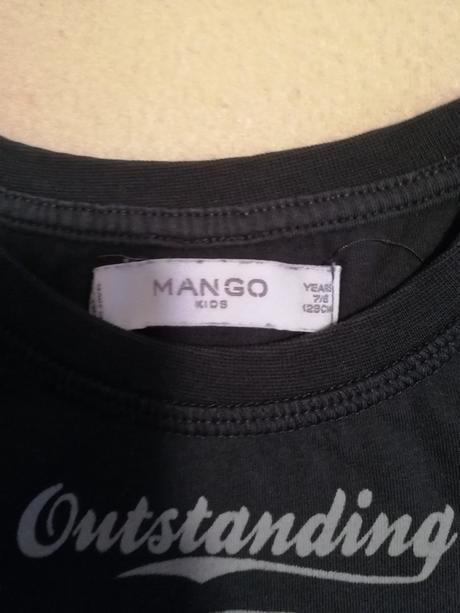 MANGO
KIDS
YEARS
7/8
128CM
Outstanding